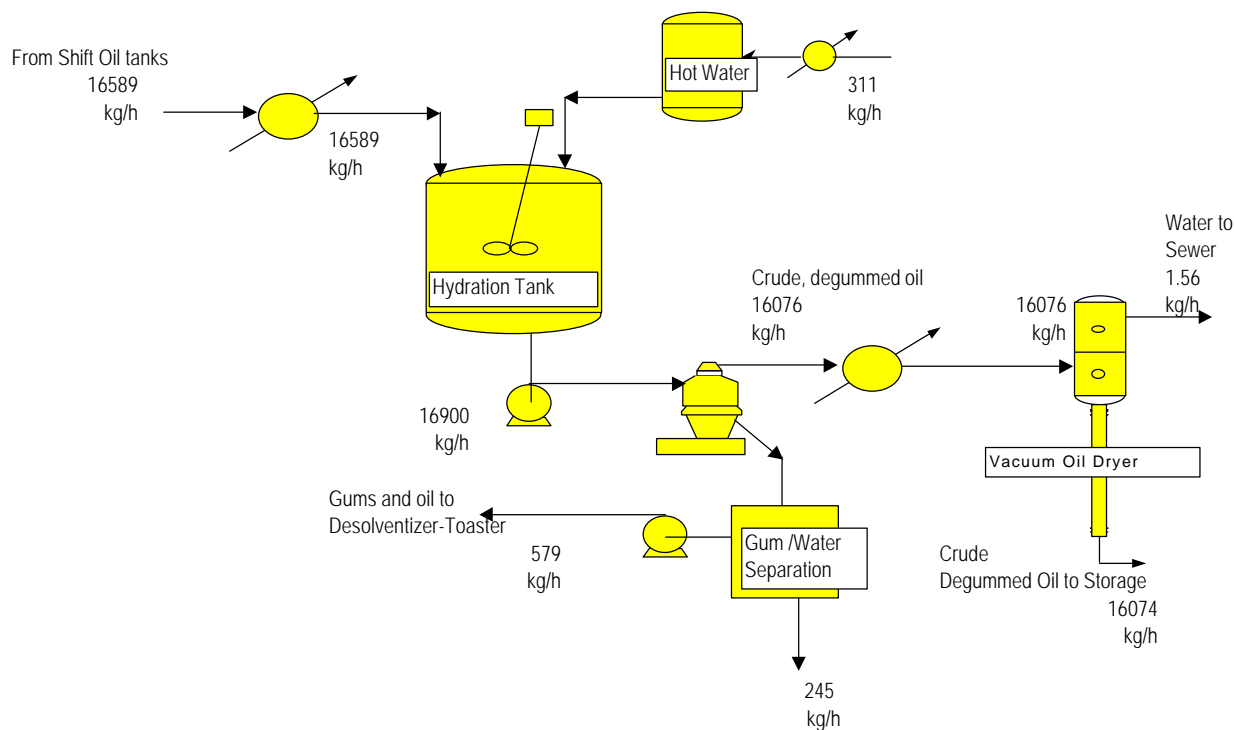 From Shift Oil tanks
16589
kg/h
16589
kg/h
Hot Water
311
kg/h
Hydration Tank
Crude, degummed oil
16076
kg/h
16076
kg/h
Water to
Sewer
1.56
kg/h
16900
kg/h
Vacuum Oil Dryer
Gums and oil to
Desolventizer-Toaster
579
kg/h
Gum /Water
Separation
Crude
Degummed Oil to Storage
16074
kg/h
245
kg/h